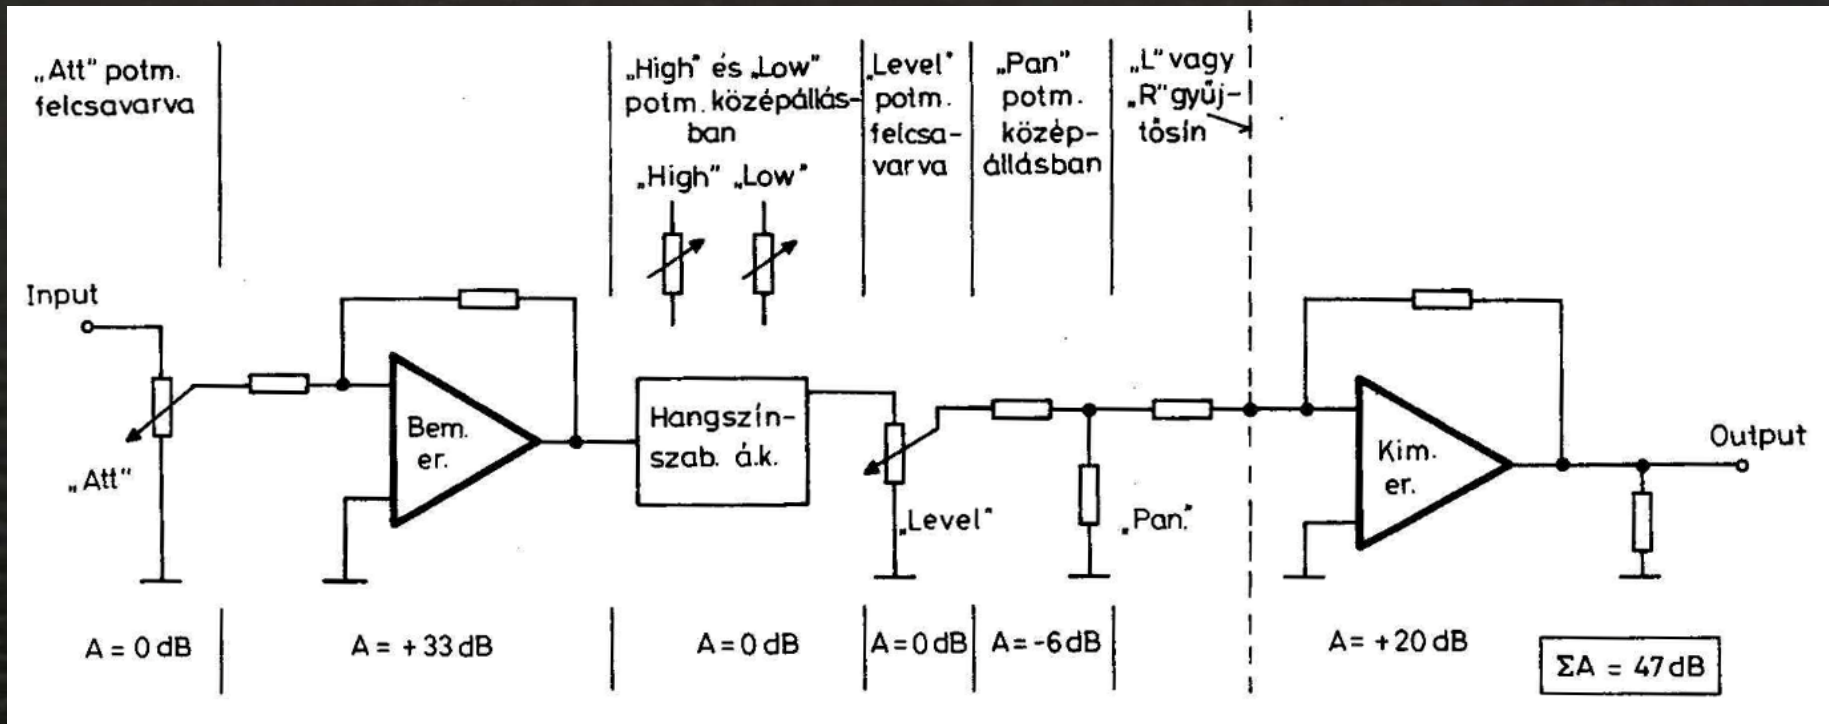 „Att” potm.
felcsavarva
„High” és „Low”
potm. középállás-
ban
„High” „Low”
„Level”
potm.
felcsa-
varva
„Pan”
potm.
közép-
állásban
„L” vagy
„R” gyűj-
tősín
Input
„Att”
Bem.
er.
Hangszín-
szab. á.k.
„Level”
„Pan.”
Kim.
er.
Output
A = 0 dB
A = +33 dB
A = 0 dB
A = 0 dB
A = -6 dB
A = +20 dB
ΣA = 47 dB